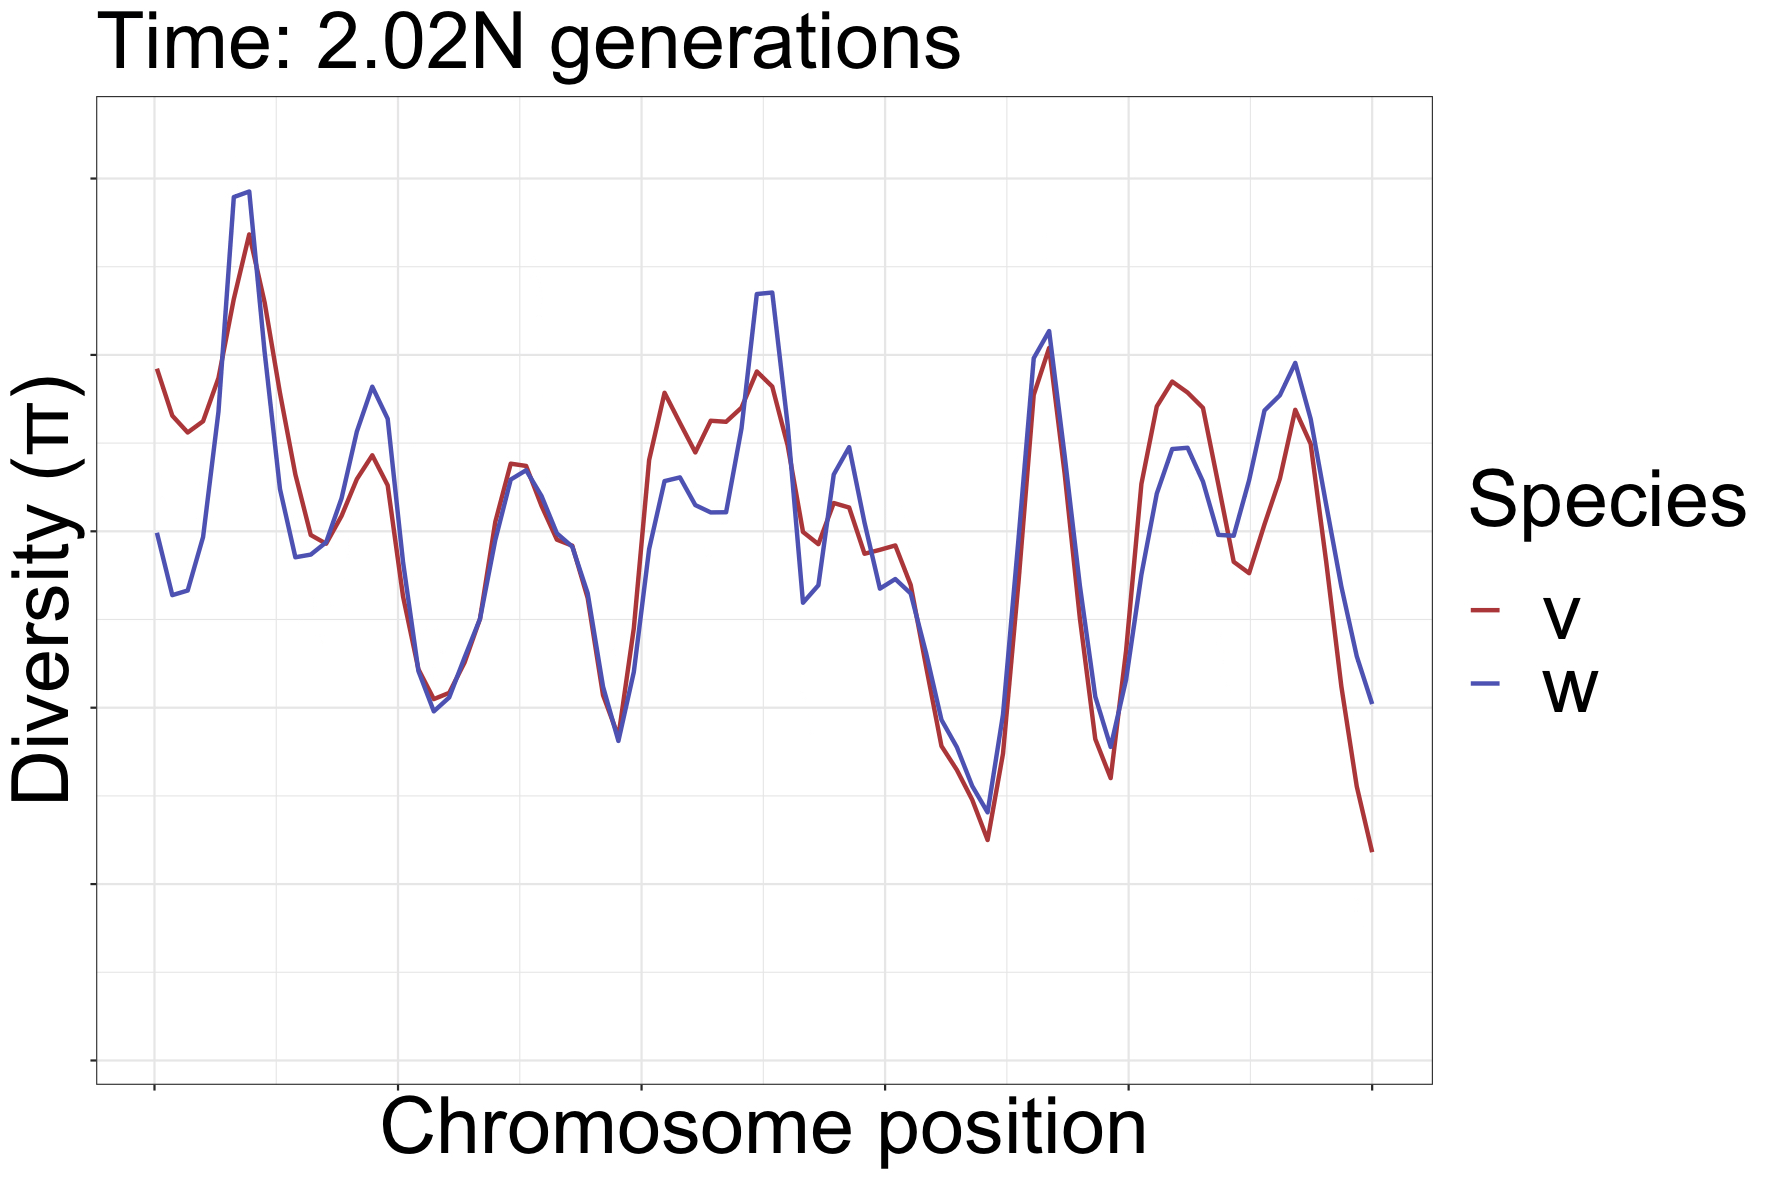 Time: 2.02N generations
Diversity (π)
Chromosome position
Species
v
w